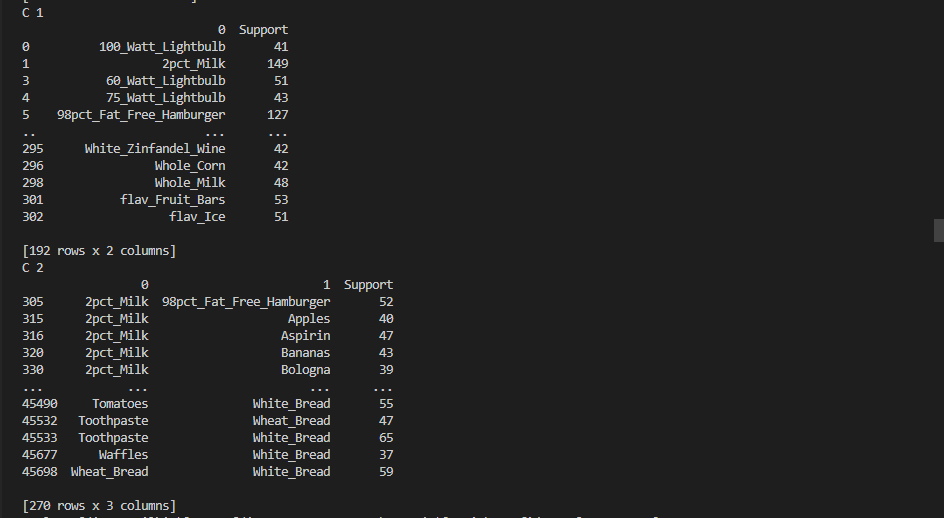 C 1
0 Support
0 100_Watt_Lightbulb 41
1 2pct_Milk 149
3 60_Watt_Lightbulb 51
4 75_Watt_Lightbulb 43
5 98pct_Fat_Free_Hamburger 127
.. ... ...
295 White_Zinfandel_Wine 42
296 Whole_Corn 42
298 Whole_Milk 48
301 flav_Fruit_Bars 53
302 flav_Ice 51
[192 rows x 2 columns]
C 2
0 1 Support
305 2pct_Milk 98pct_Fat_Free_Hamburger 52
315 2pct_Milk Apples 40
316 2pct_Milk Aspirin 47
320 2pct_Milk Bananas 43
330 2pct_Milk Bologna 39
... ... ... ...
45490 Tomatoes White_Bread 55
45532 Toothpaste Wheat_Bread 47
45533 Toothpaste White_Bread 65
45677 Waffles White_Bread 37
45698 Wheat_Bread White_Bread 59
[270 rows x 3 columns]